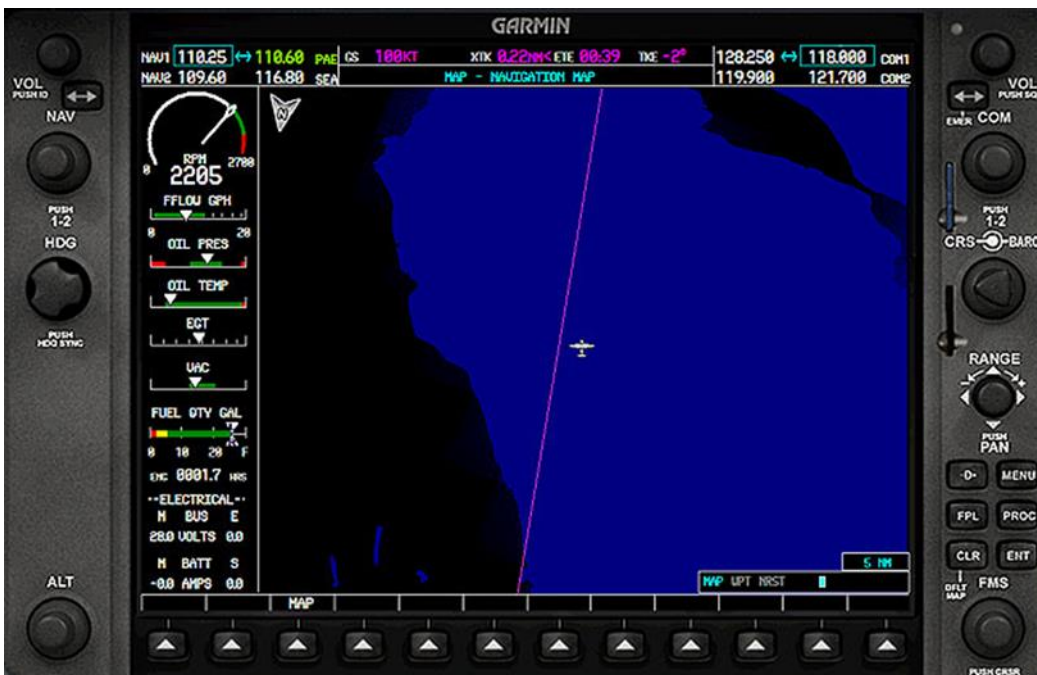 GARMIN
NAV1 110.25 ↔ 110.60 PAE GS 100KT XTK 0.22NM< ETE 00:39 TKE -2° 128.250 ↔ 118.000 COM1
NAV2 109.60 116.80 SEA MAP - NAVIGATION MAP 119.900 121.700 COM2
VOL
PUSH ID
NAV
PUSH
1-2
HDG
PUSH
HDG SYNC
ALT
RPM
0 2700
2205
FFLOW GPH
0 20
OIL PRES
OIL TEMP
EGT
VAC
FUEL QTY GAL
0 10 20 F
ENG 0001.7 HRS
--ELECTRICAL--
M BUS E
28.0 VOLTS 0.0
M BATT S
-0.0 AMPS 0.0
N
5 NM
MAP WPT NRST
MAP
VOL
PUSH SQ
EMER COM
PUSH
1-2
CRS BARO
RANGE
- +
PUSH
PAN
-D- MENU
FPL PROC
CLR ENT
DFLT MAP
FMS
PUSH CRSR